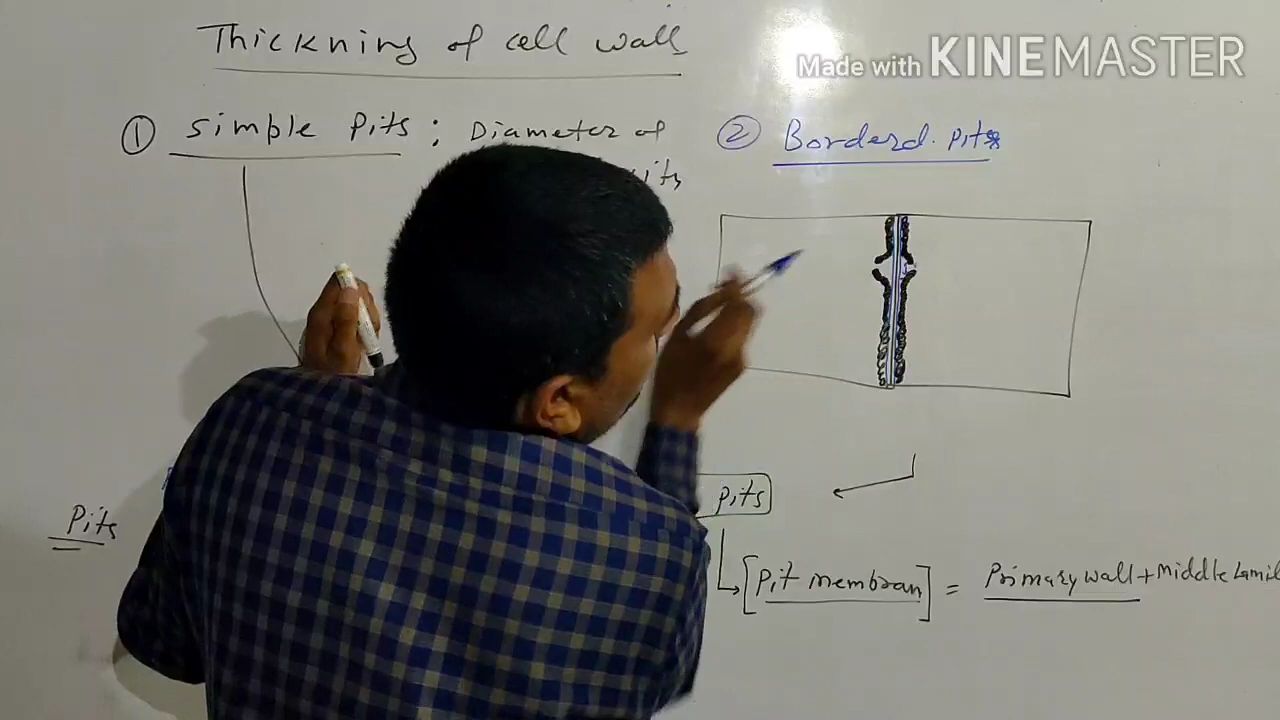 Thickning of cell wall
Made with KINEMASTER
① Simple Pits : Diameter of
② Borderd. pits
Pits
pits
[Pit membran] = Primary wall + Middle Lamil